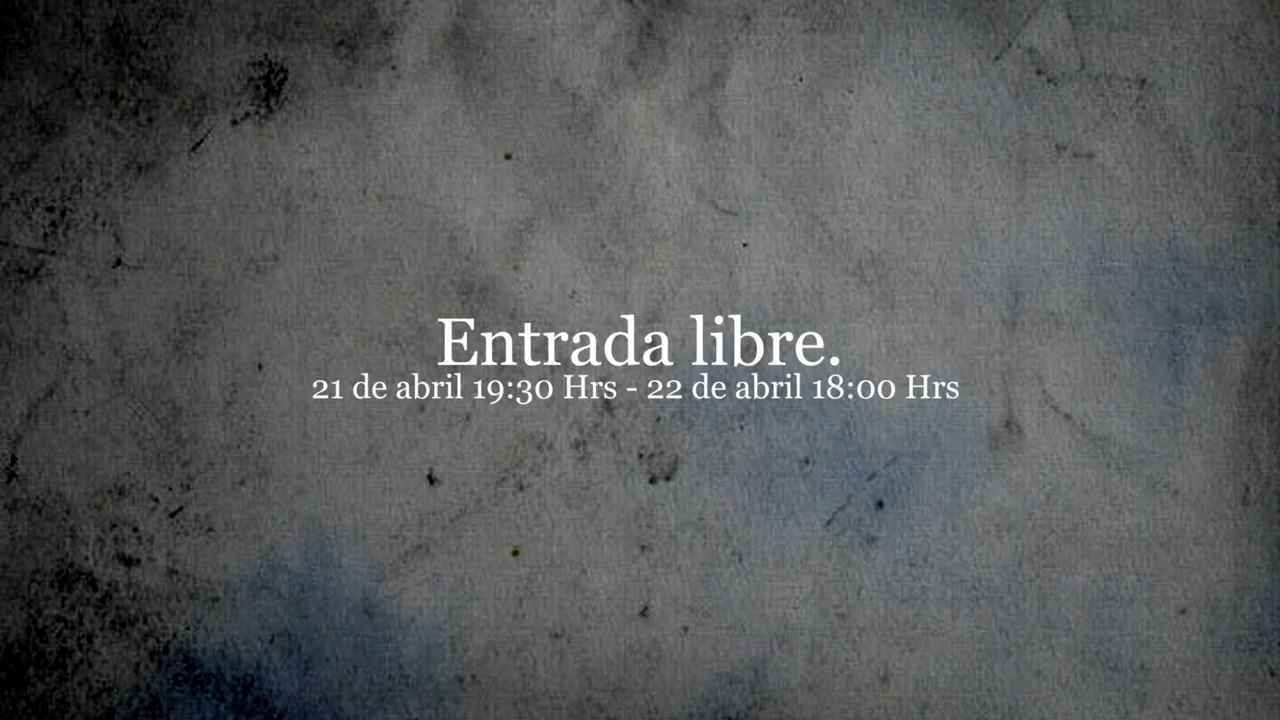 Entrada libre.
21 de abril 19:30 Hrs - 22 de abril 18:00 Hrs